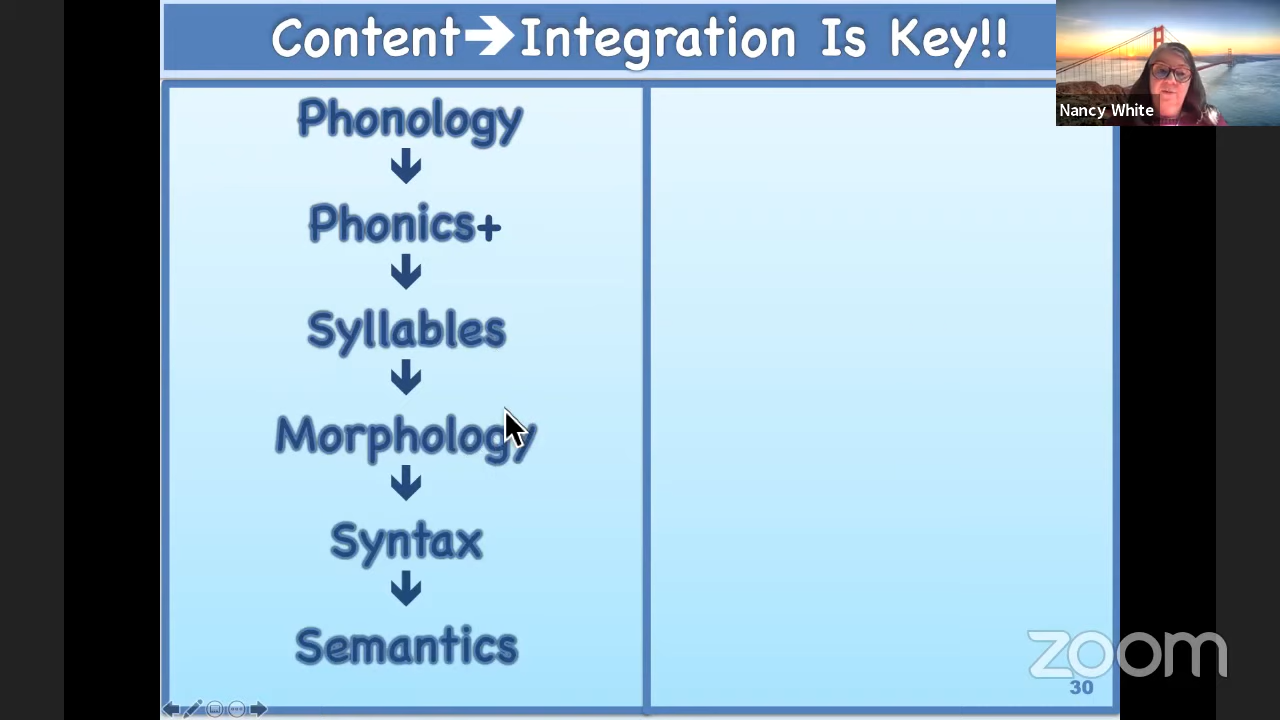 Content➔Integration Is Key!!
Nancy White
Phonology
Phonics+
Syllables
Morphology
Syntax
Semantics
zoom
30